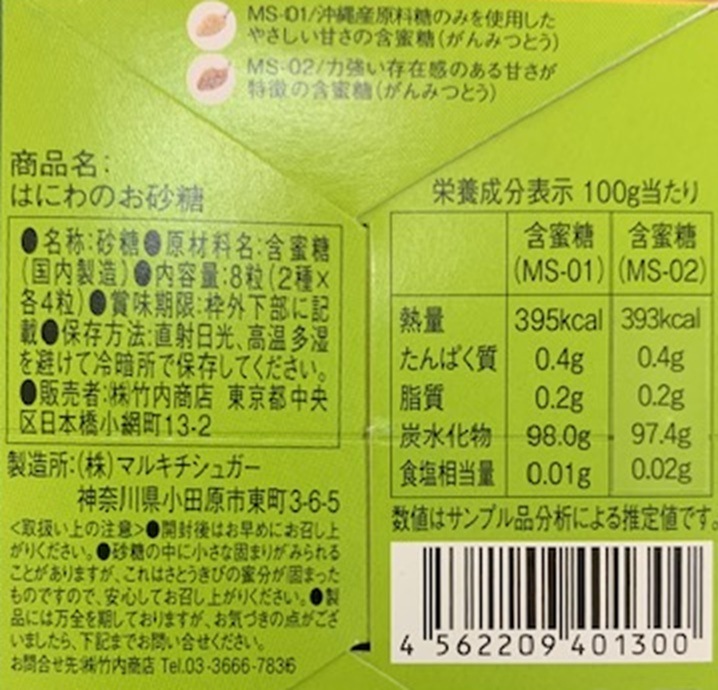 MS-01/沖縄産原料糖のみを使用した
やさしい甘さの含蜜糖(がんみつとう)
MS-02/力強い存在感のある甘さが
特徴の含蜜糖(がんみつとう)
商品名:
はにわのお砂糖
●名称:砂糖●原材料名:含蜜糖
(国内製造)●内容量:8粒(2種×
各4粒)●賞味期限:枠外下部に記
載●保存方法:直射日光、高温多湿
を避けて冷暗所で保存してください。
●販売者:㈱竹内商店 東京都中央
区日本橋小網町13-2
製造所:(株)マルキチシュガー
神奈川県小田原市東町3-6-5
<取扱い上の注意>●開封後はお早めにお召し上
がりください。●砂糖の中に小さな固まりがみられる
ことがありますが、これはさとうきびの蜜分が固まった
ものですので、安心してお召し上がりください。●製
品には万全を期しておりますが、お気づきの点がござ
いましたら、下記までお問い合せください。
お問合せ先:㈱竹内商店 Tel.03-3666-7836
栄養成分表示 100g当たり
含蜜糖 含蜜糖
(MS-01) (MS-02)
熱量 395kcal 393kcal
たんぱく質 0.4g 0.4g
脂質 0.2g 0.2g
炭水化物 98.0g 97.4g
食塩相当量 0.01g 0.02g
数値はサンプル品分析による推定値です。
4 562209 401300